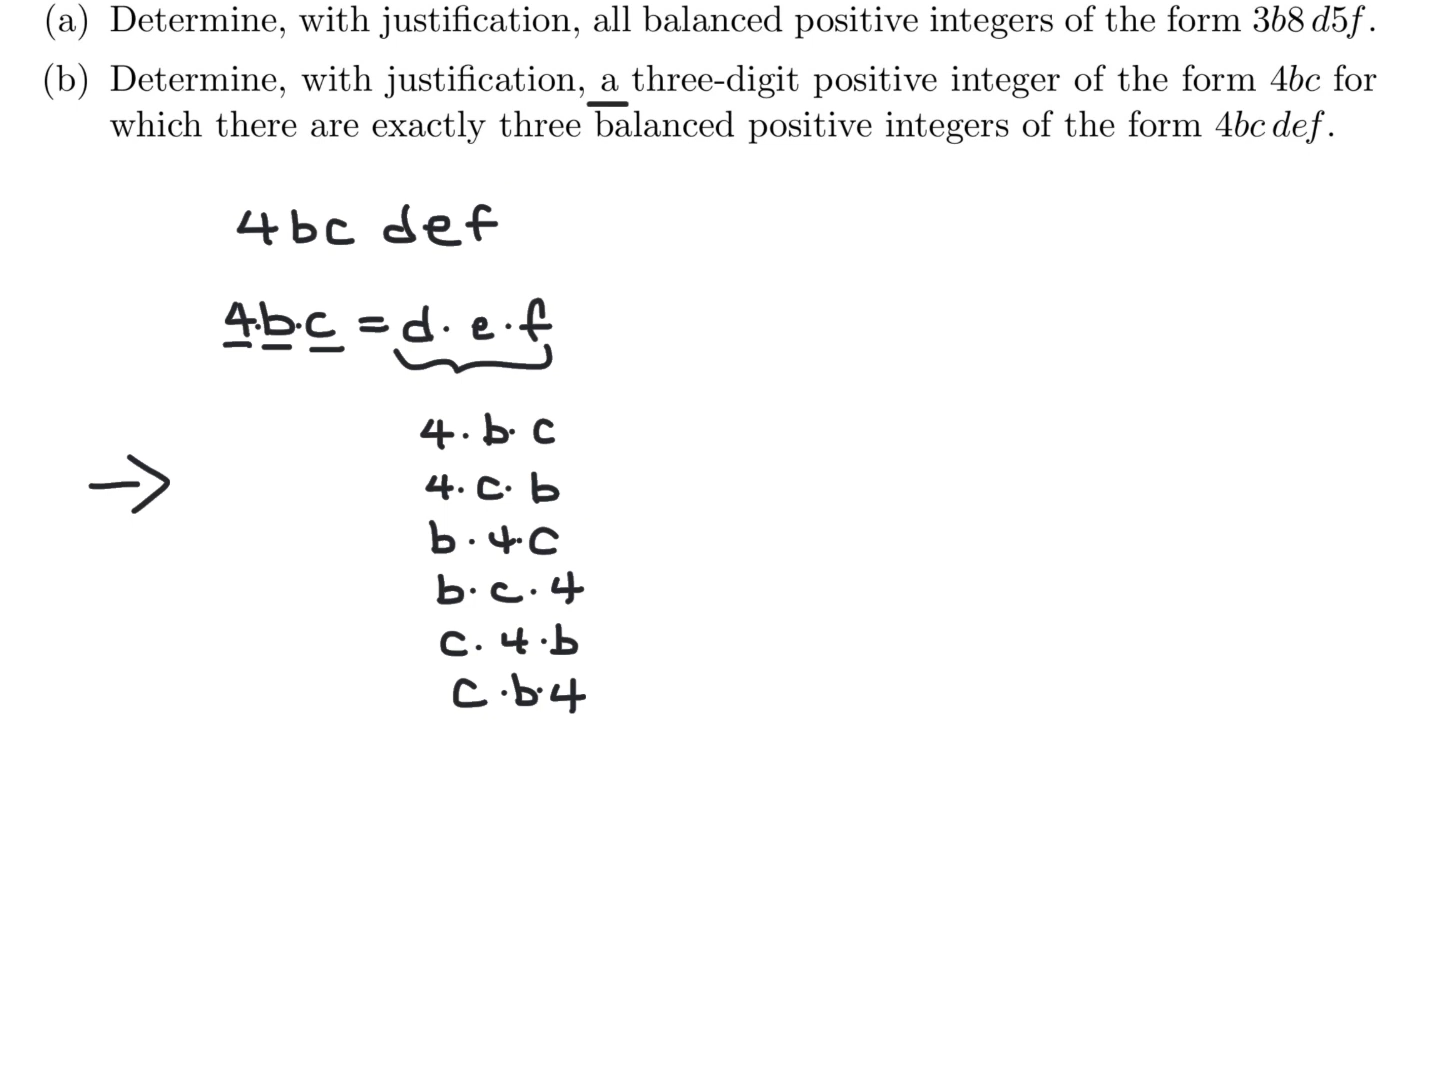 (a) Determine, with justification, all balanced positive integers of the form 3b8 d5f.
(b) Determine, with justification, a three-digit positive integer of the form 4bc for
which there are exactly three balanced positive integers of the form 4bc def.
4bc def
4·b·c = d·e·f
4·b·c
4·c·b
b·4·c
b·c·4
c·4·b
c·b·4